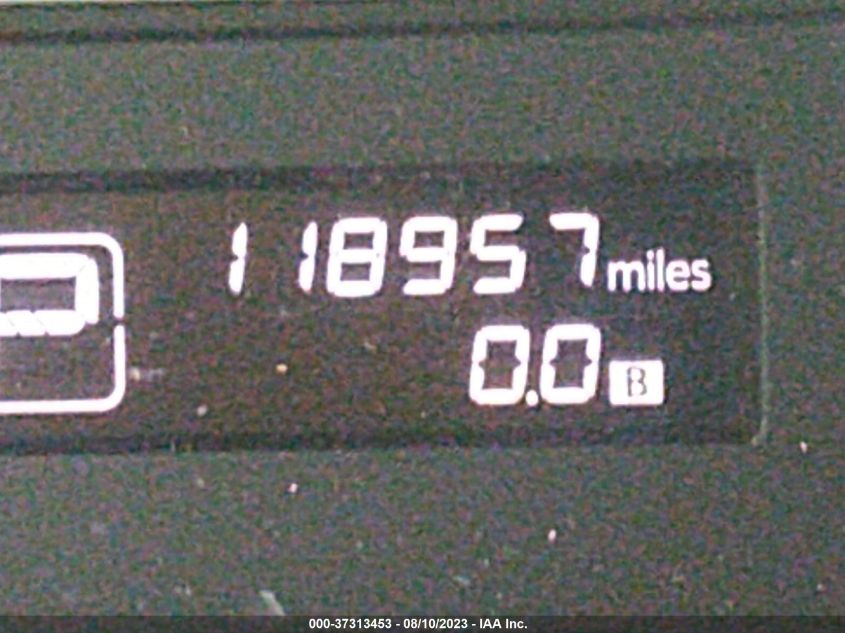 118957 miles
0.0 B
000-37313453 - 08/10/2023 - IAA Inc.